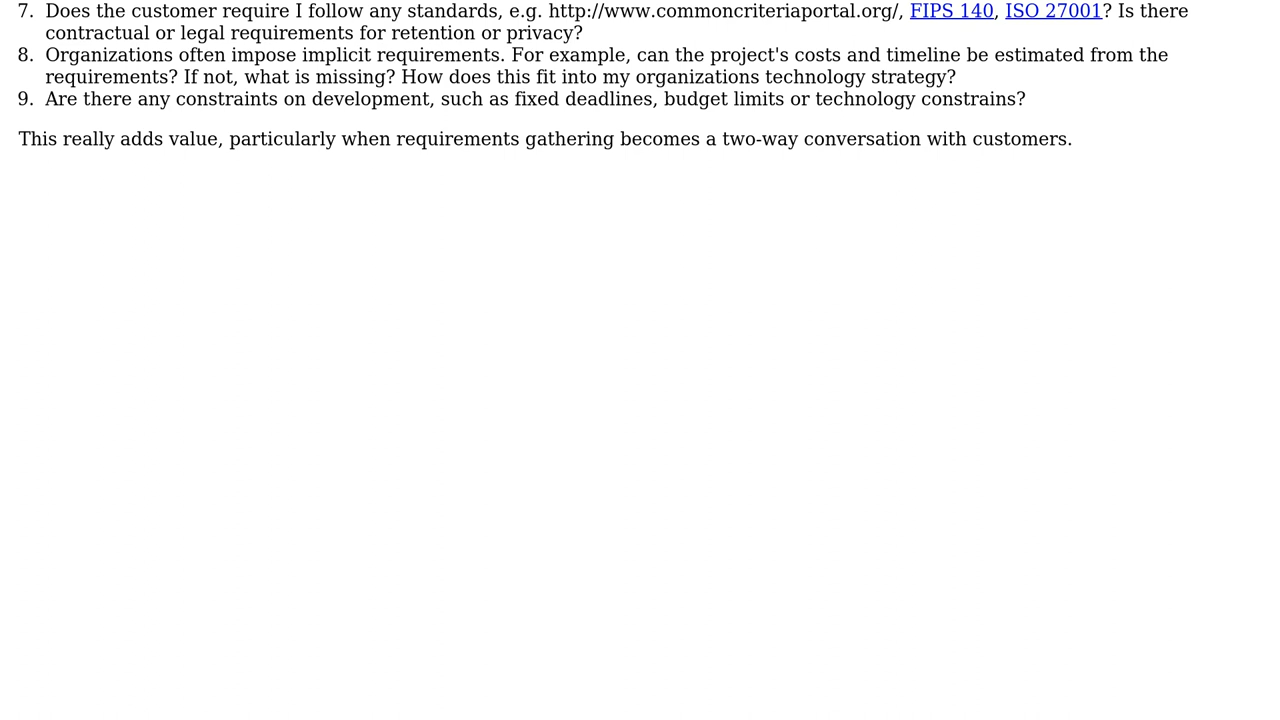 7. Does the customer require I follow any standards, e.g. http://www.commoncriteriaportal.org/, FIPS 140, ISO 27001? Is there
contractual or legal requirements for retention or privacy?
8. Organizations often impose implicit requirements. For example, can the project's costs and timeline be estimated from the
requirements? If not, what is missing? How does this fit into my organizations technology strategy?
9. Are there any constraints on development, such as fixed deadlines, budget limits or technology constrains?
This really adds value, particularly when requirements gathering becomes a two-way conversation with customers.